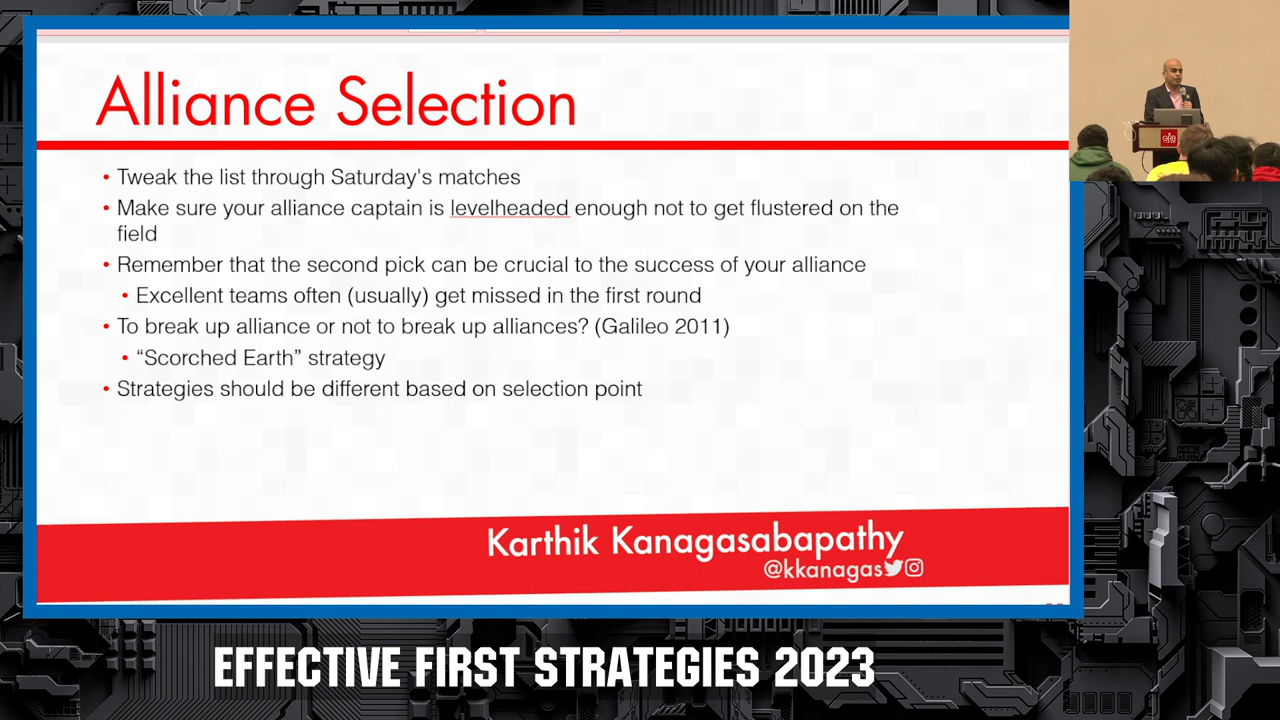 Alliance Selection
• Tweak the list through Saturday's matches
• Make sure your alliance captain is levelheaded enough not to get flustered on the
field
• Remember that the second pick can be crucial to the success of your alliance
• Excellent teams often (usually) get missed in the first round
• To break up alliance or not to break up alliances? (Galileo 2011)
• “Scorched Earth” strategy
• Strategies should be different based on selection point
Karthik Kanagasabapathy
@kkanagas
EFFECTIVE FIRST STRATEGIES 2023